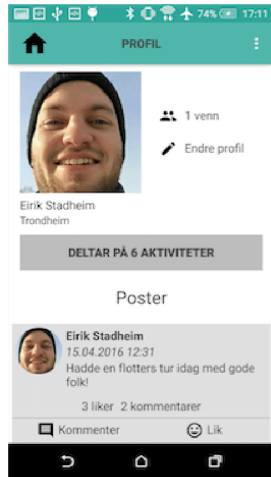 74% 17:11
PROFIL
1 venn
Endre profil
Eirik Stadheim
Trondheim
DELTAR PÅ 6 AKTIVITETER
Poster
Eirik Stadheim
15.04.2016 12:31
Hadde en flotters tur idag med gode
folk!
3 liker 2 kommentarer
Kommenter
Lik